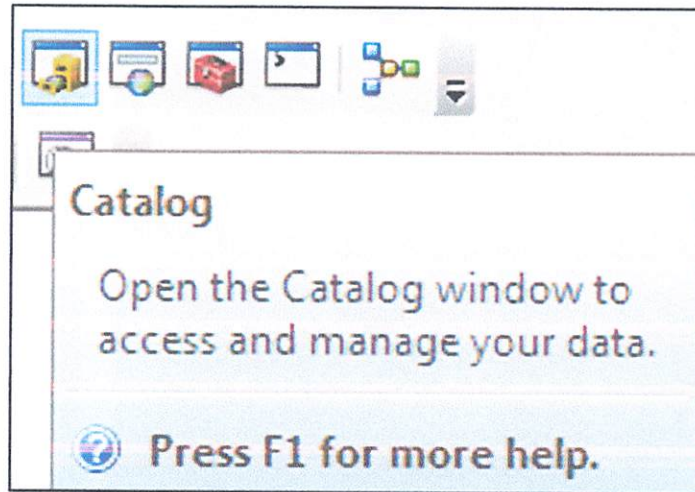 Catalog
Open the Catalog window to
access and manage your data.
Press F1 for more help.